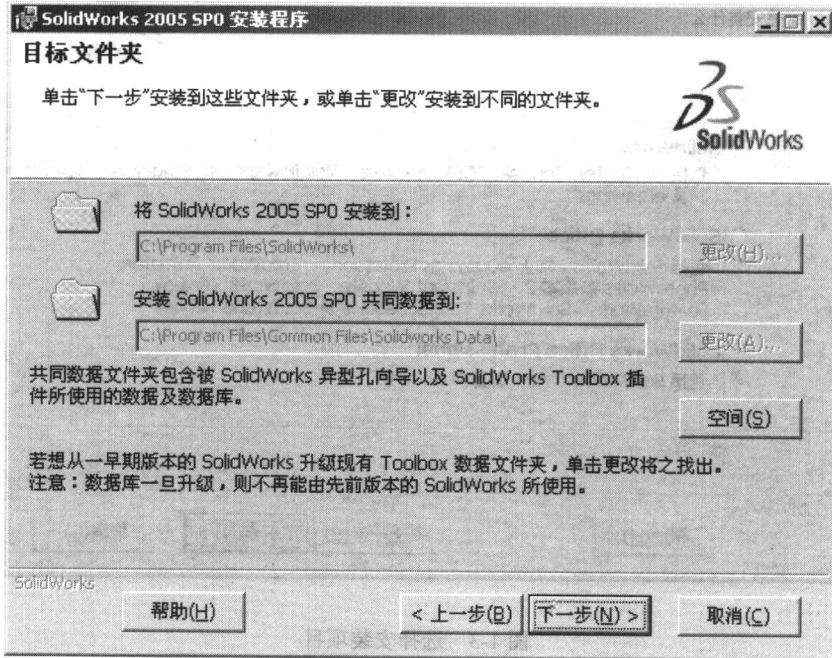 SolidWorks 2005 SP0 安装程序
目标文件夹
单击"下一步"安装到这些文件夹，或单击"更改"安装到不同的文件夹。
SolidWorks
将 SolidWorks 2005 SP0 安装到：
C:\Program Files\SolidWorks\
更改(H)...
安装 SolidWorks 2005 SP0 共同数据到:
C:\Program Files\Common Files\Solidworks Data\
更改(A)...
共同数据文件夹包含被 SolidWorks 异型孔向导以及 SolidWorks Toolbox 插
件所使用的数据及数据库。
空间(S)
若想从一早期版本的 SolidWorks 升级现有 Toolbox 数据文件夹，单击更改将之找出。
注意：数据库一旦升级，则不再能由先前版本的 SolidWorks 所使用。
SolidWorks
帮助(H)
< 上一步(B)
下一步(N) >
取消(C)